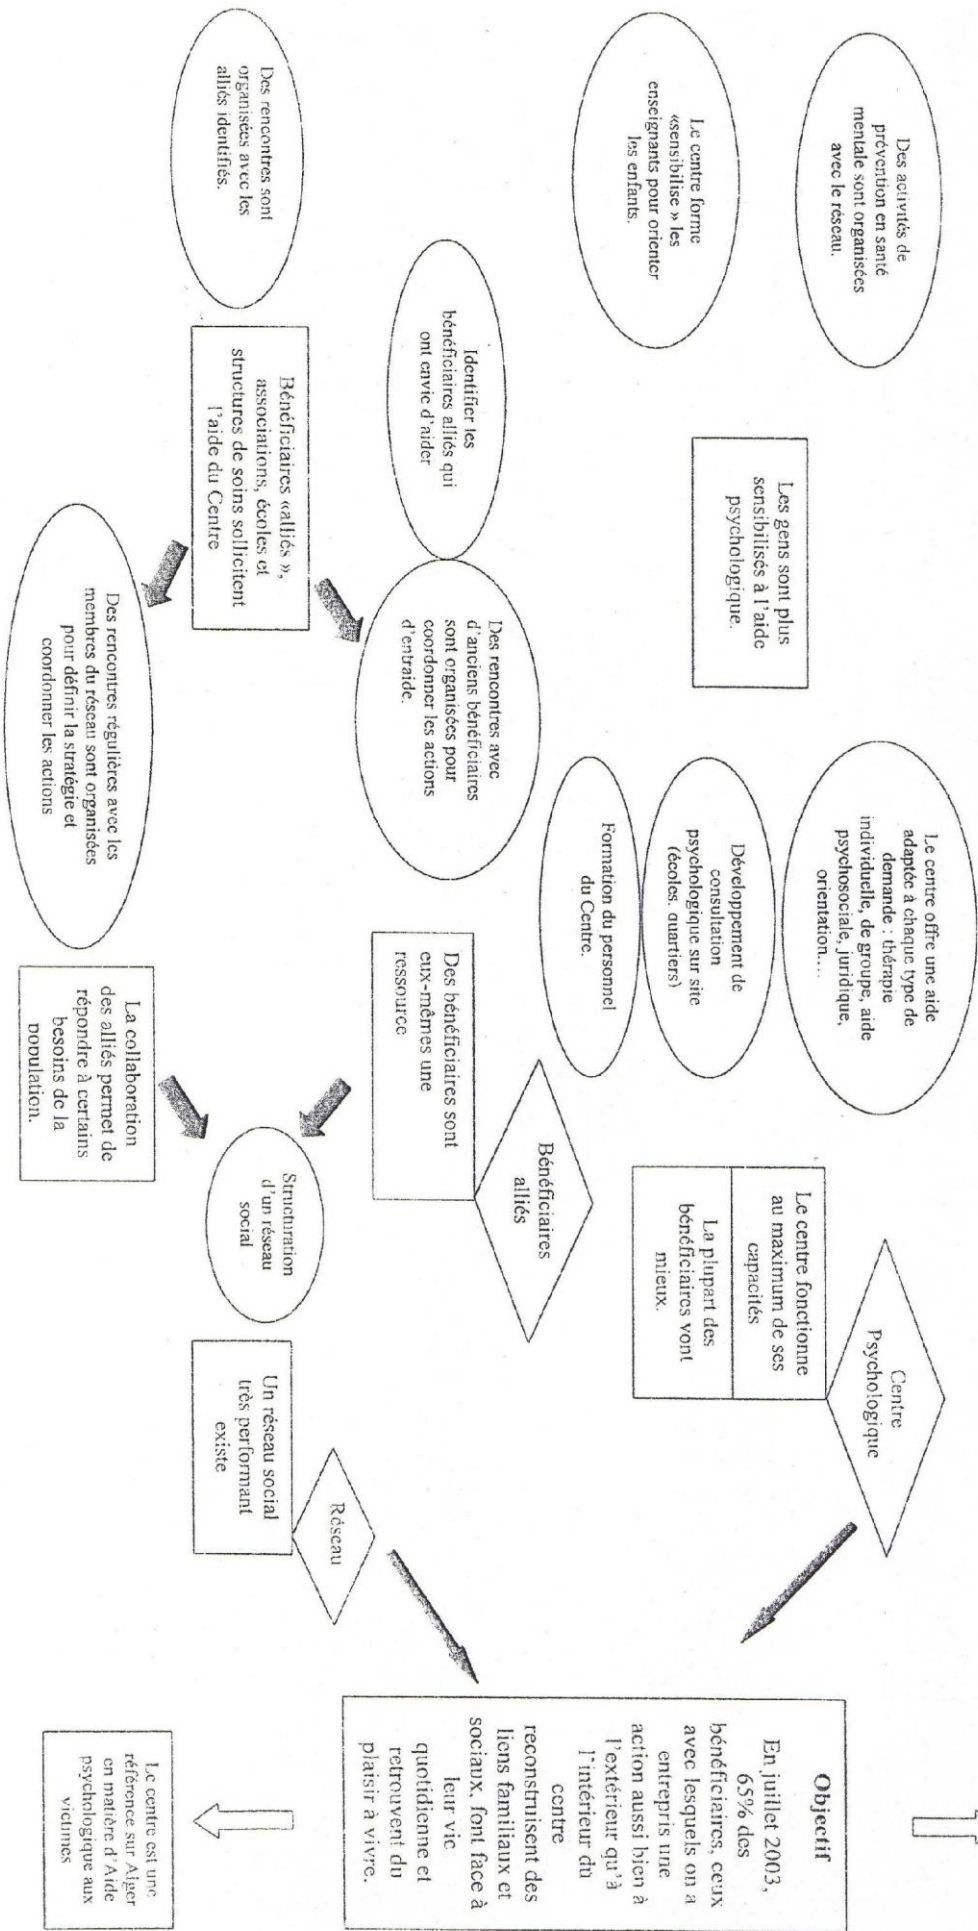 Des activités de
prévention en santé
mentale sont organisées
avec le réseau.
Le centre forme
«sensibilise » les
enseignants pour orienter
les enfants.
Des rencontres sont
organisées avec les
alliés identifiés.
Les gens sont plus
sensibilisés à l'aide
psychologique.
Identifier les
bénéficiaires alliés qui
ont envie d'aider
Bénéficiaires «alliés »,
associations, écoles et
structures de soins sollicitent
l'aide du Centre
Le centre offre une aide
adaptée à chaque type de
demande : thérapie
individuelle, de groupe, aide
psychosociale, juridique,
orientation....
Développement de
consultation
psychologique sur site
(écoles, quartiers)
Formation du personnel
du Centre.
Des rencontres avec
d'anciens bénéficiaires
sont organisées pour
coordonner les actions
d'entraide.
Des rencontres régulières avec les
membres du réseau sont organisées
pour définir la stratégie et
coordonner les actions
Centre
Psychologique
Le centre fonctionne
au maximum de ses
capacités
La plupart des
bénéficiaires vont
mieux.
Bénéficiaires
alliés
Des bénéficiaires sont
eux-mêmes une
ressource
La collaboration
des alliés permet de
répondre à certains
besoins de la
population.
Structuration
d'un réseau
social
Réseau
Un réseau social
très performant
existe
Objectif
En juillet 2003,
65% des
bénéficiaires, ceux
avec lesquels on a
entrepris une
action aussi bien à
l'extérieur qu'à
l'intérieur du
centre
reconstruisent des
liens familiaux et
sociaux, font face à
leur vie
quotidienne et
retrouvent du
plaisir à vivre.
Le centre est une
référence sur Alger
en matière d'Aide
psychologique aux
victimes